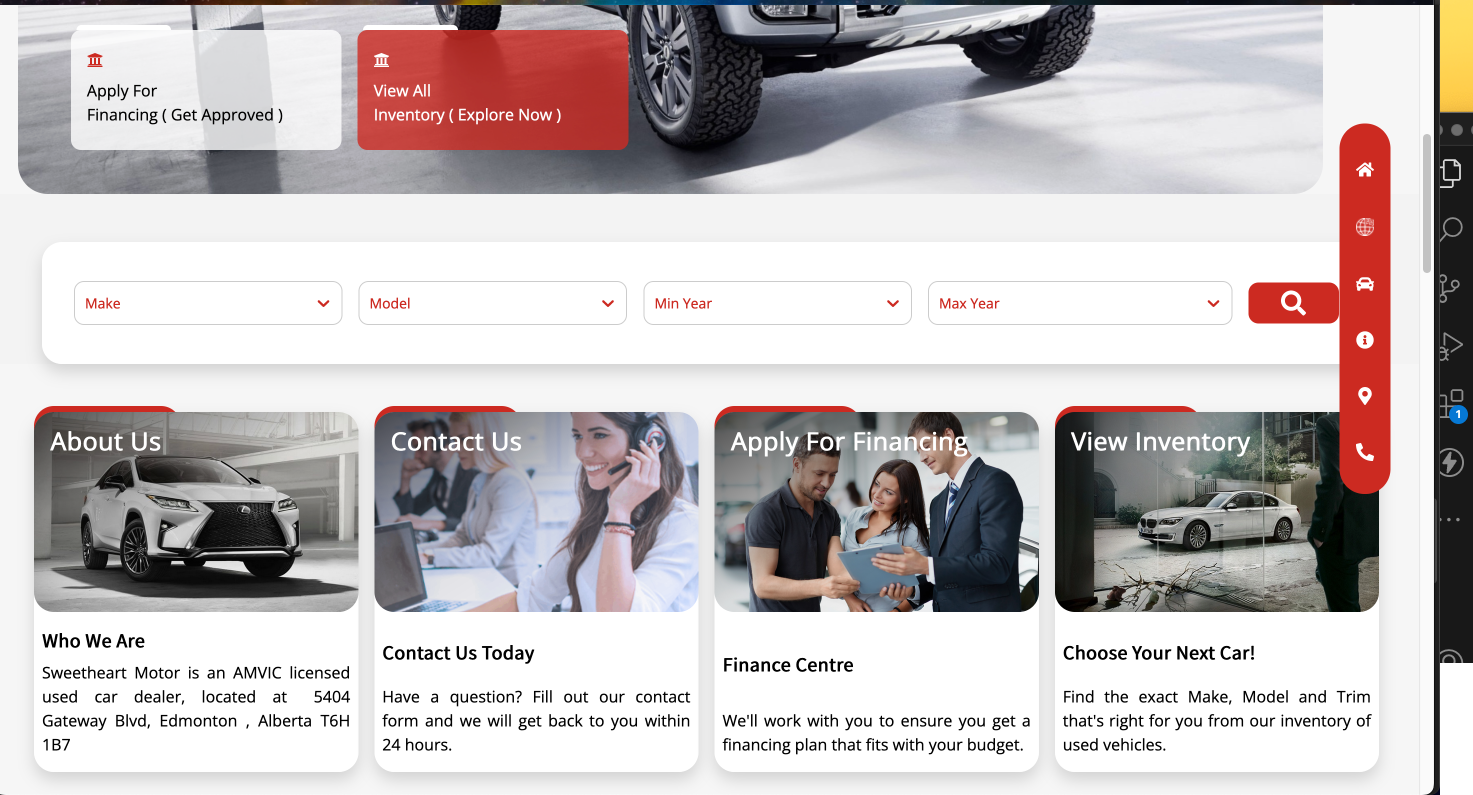 Apply For
Financing ( Get Approved )
View All
Inventory ( Explore Now )
Make
Model
Min Year
Max Year
1
About Us
Contact Us
Apply For Financing
View Inventory
Who We Are
Sweetheart Motor is an AMVIC licensed
used car dealer, located at 5404
Gateway Blvd, Edmonton , Alberta T6H
1B7
Contact Us Today
Have a question? Fill out our contact
form and we will get back to you within
24 hours.
Finance Centre
We'll work with you to ensure you get a
financing plan that fits with your budget.
Choose Your Next Car!
Find the exact Make, Model and Trim
that's right for you from our inventory of
used vehicles.